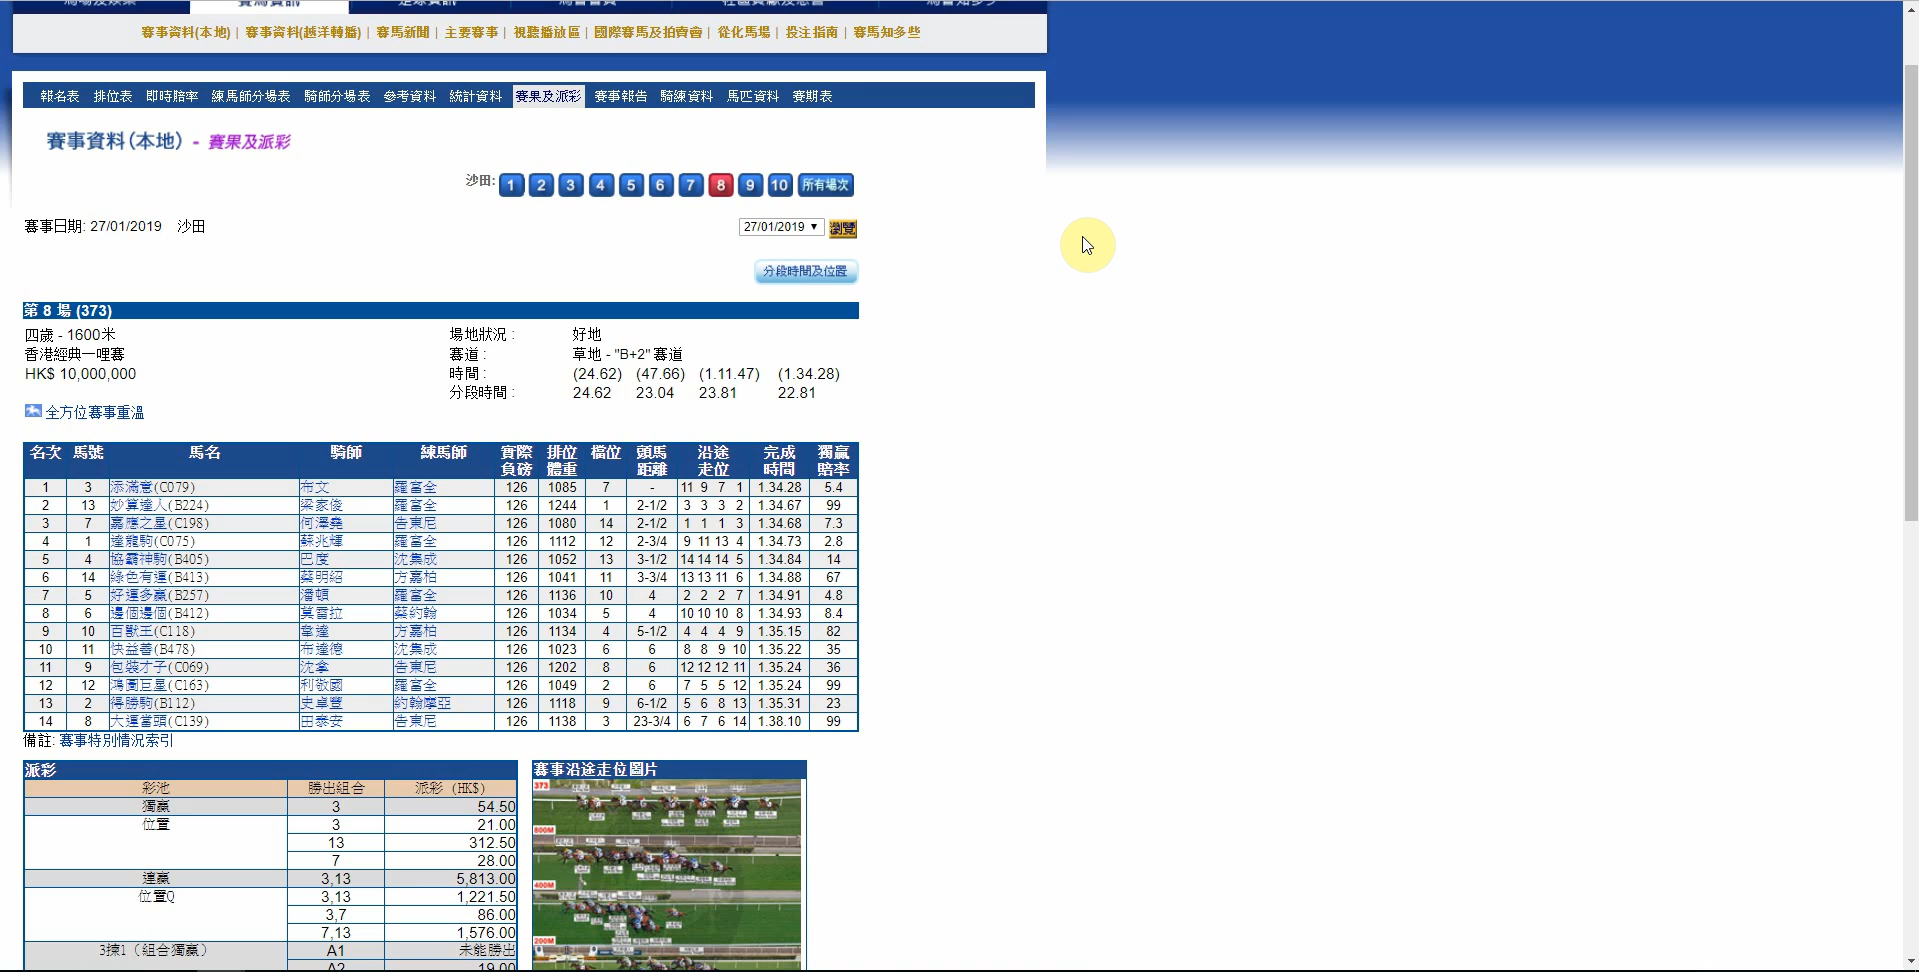 賽事資料(本地) | 賽事資料(越洋轉播) | 賽馬新聞 | 主要賽事 | 視聽播放區 | 國際賽馬及拍賣會 | 從化馬場 | 投注指南 | 賽馬知多些
報名表 排位表 即時賠率 練馬師分場表 騎師分場表 參考資料 統計資料 賽果及派彩 賽事報告 騎練資料 馬匹資料 賽期表
賽事資料(本地) - 賽果及派彩
沙田: 1 2 3 4 5 6 7 8 9 10 所有場次
賽事日期: 27/01/2019 沙田 27/01/2019 瀏覽
分段時間及位置
第 8 場 (373)
四歲 - 1600米 場地狀況 : 好地
香港經典一哩賽 賽道 : 草地 - "B+2" 賽道
HK$ 10,000,000 時間 : (24.62) (47.66) (1.11.47) (1.34.28)
分段時間 : 24.62 23.04 23.81 22.81
全方位賽事重溫
名次 馬號 馬名 騎師 練馬師 實際負磅 排位體重 檔位 頭馬距離 沿途走位 完成時間 獨贏賠率
1 3 添滿意(C079) 布文 羅富全 126 1085 7 - 11 9 7 1 1.34.28 5.4
2 13 妙算達人(B224) 梁家俊 羅富全 126 1244 1 2-1/2 3 3 3 2 1.34.67 99
3 7 嘉應之星(C198) 何澤堯 告東尼 126 1080 14 2-1/2 1 1 1 3 1.34.68 7.3
4 1 達龍駒(C075) 蘇兆輝 羅富全 126 1112 12 2-3/4 9 11 13 4 1.34.73 2.8
5 4 協霸神駒(B405) 巴度 沈集成 126 1052 13 3-1/2 14 14 14 5 1.34.84 14
6 14 綠色有運(B413) 蔡明紹 方嘉柏 126 1041 11 3-3/4 13 13 11 6 1.34.88 67
7 5 好運多贏(B257) 潘頓 羅富全 126 1136 10 4 2 2 2 7 1.34.91 4.8
8 6 邊個邊個(B412) 莫雷拉 蔡約翰 126 1034 5 4 10 10 10 8 1.34.93 8.4
9 10 百獸王(C118) 韋達 方嘉柏 126 1134 4 5-1/2 4 4 4 9 1.35.15 82
10 11 快益善(B478) 布達德 沈集成 126 1023 6 6 8 8 9 10 1.35.22 35
11 9 包裝才子(C069) 沈拿 告東尼 126 1202 8 6 12 12 12 11 1.35.24 36
12 12 鴻圖巨星(C163) 利敬國 羅富全 126 1049 2 6 7 5 5 12 1.35.24 99
13 2 得勝駒(B112) 史卓豐 約翰摩亞 126 1118 9 6-1/2 5 6 8 13 1.35.31 23
14 8 大運當頭(C139) 田泰安 告東尼 126 1138 3 23-3/4 6 7 6 14 1.38.10 99
備註: 賽事特別情況索引
派彩 賽事沿途走位圖片
彩池 勝出組合 派彩 (HK$)
獨贏 3 54.50
位置 3 21.00
13 312.50
7 28.00
連贏 3,13 5,813.00
位置Q 3,13 1,221.50
3,7 86.00
7,13 1,576.00
3揀1 (組合獨贏) A1 未能勝出
A2 19.00
373
800M
400M
200M